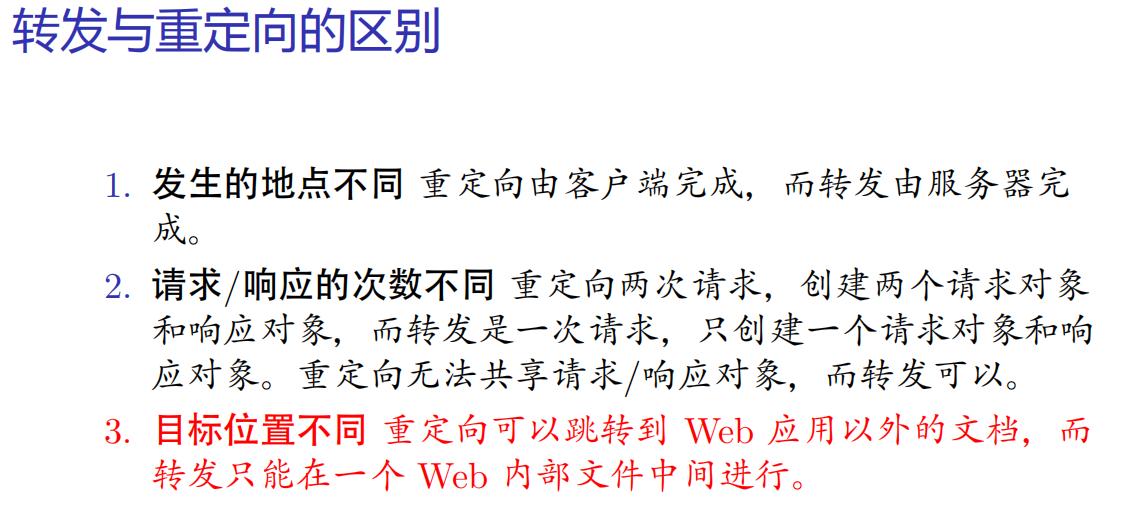 转发与重定向的区别
1. 发生的地点不同 重定向由客户端完成，而转发由服务器完
成。
2. 请求/响应的次数不同 重定向两次请求，创建两个请求对象
和响应对象，而转发是一次请求，只创建一个请求对象和响
应对象。重定向无法共享请求/响应对象，而转发可以。
3. 目标位置不同 重定向可以跳转到 Web 应用以外的文档，而
转发只能在一个 Web 内部文件中间进行。